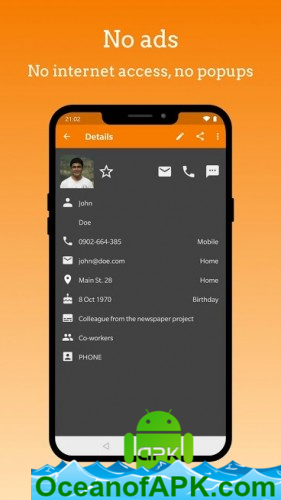 No ads
No internet access, no popups
21:02
Details
John
Doe
0902-664-385 Mobile
john@doe.com Home
Main St. 28 Home
8 Oct 1970 Birthday
Colleague from the newspaper project
Co-workers
PHONE
apk
OceanofAPK.com